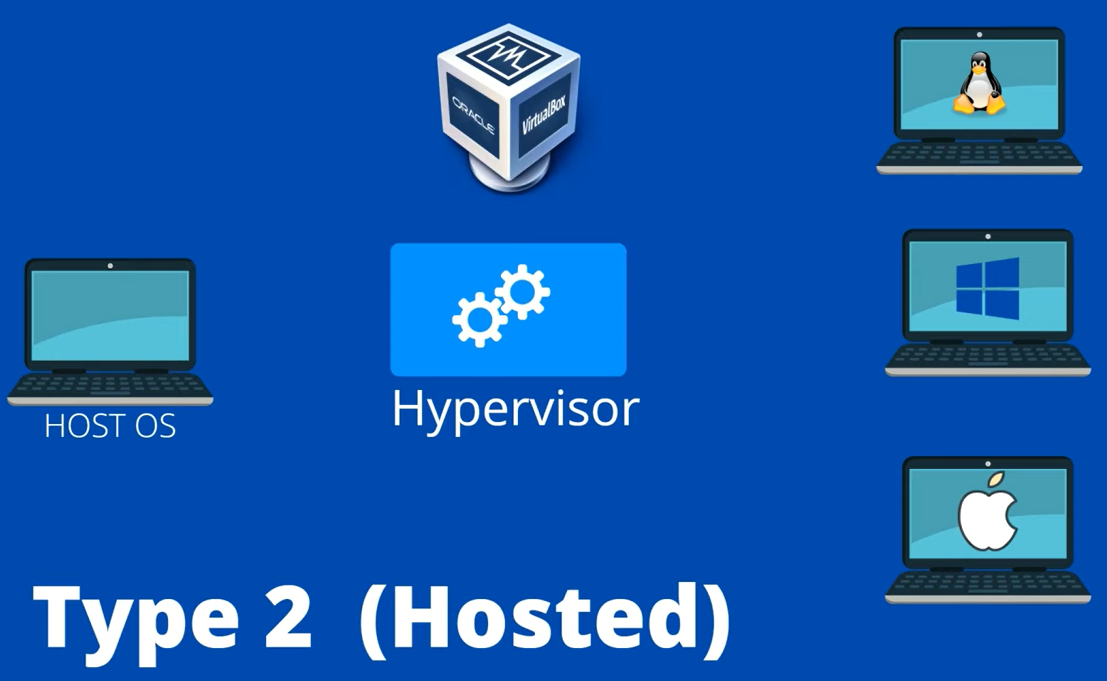 ORACLE
VirtualBox
HOST OS
Hypervisor
Type 2 (Hosted)